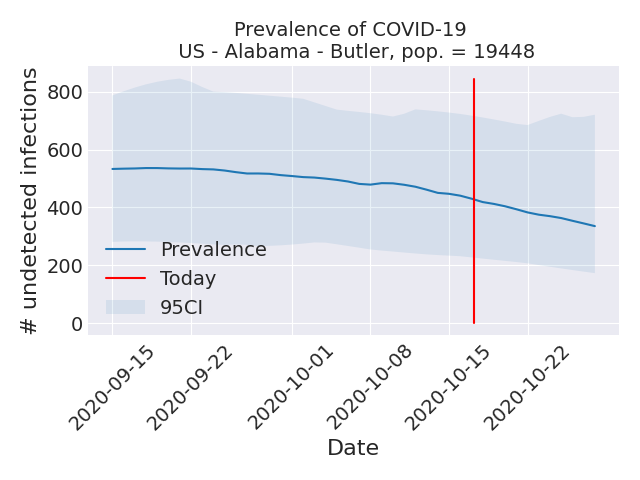 Prevalence of COVID-19
US - Alabama - Butler, pop. = 19448
# undetected infections
800
600
400
200
0
Prevalence
Today
95CI
2020-09-15
2020-09-22
2020-10-01
2020-10-08
2020-10-15
2020-10-22
Date